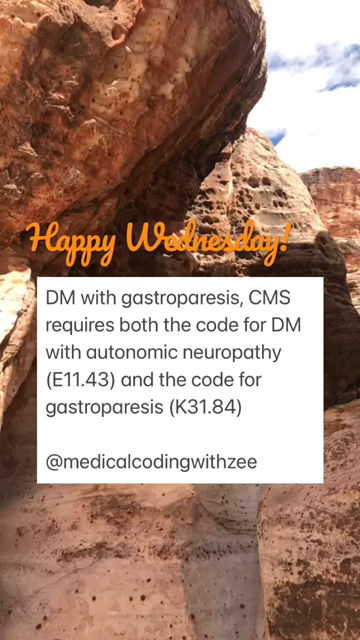 Happy Wednesday!
DM with gastroparesis, CMS
requires both the code for DM
with autonomic neuropathy
(E11.43) and the code for
gastroparesis (K31.84)
@medicalcodingwithzee